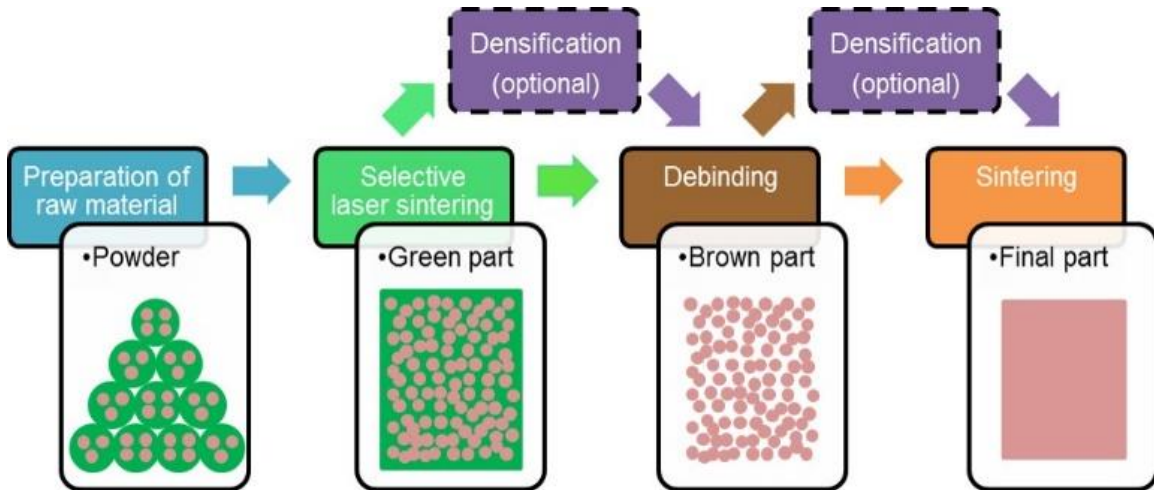 Densification
(optional)
Densification
(optional)
Preparation of
raw material
Selective
laser sintering
Debinding
Sintering
•Powder
•Green part
•Brown part
•Final part